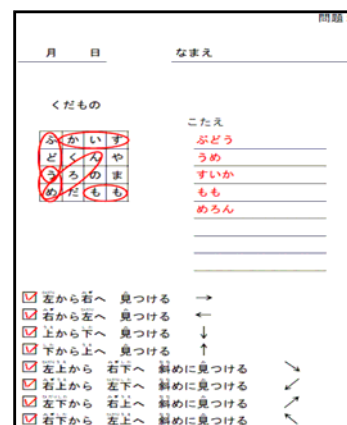 問題
月 日 なまえ
くだもの
こたえ
ぶかいす
どくんや
うろのま
めだもも
ぶどう
うめ
すいか
もも
めろん
左から右へ 見つける →
右から左へ 見つける ←
上から下へ 見つける ↓
下から上へ 見つける ↑
左上から 右下へ 斜めに見つける ↘
右上から 左下へ 斜めに見つける ↙
左下から 右上へ 斜めに見つける ↗
右下から 左上へ 斜めに見つける ↖